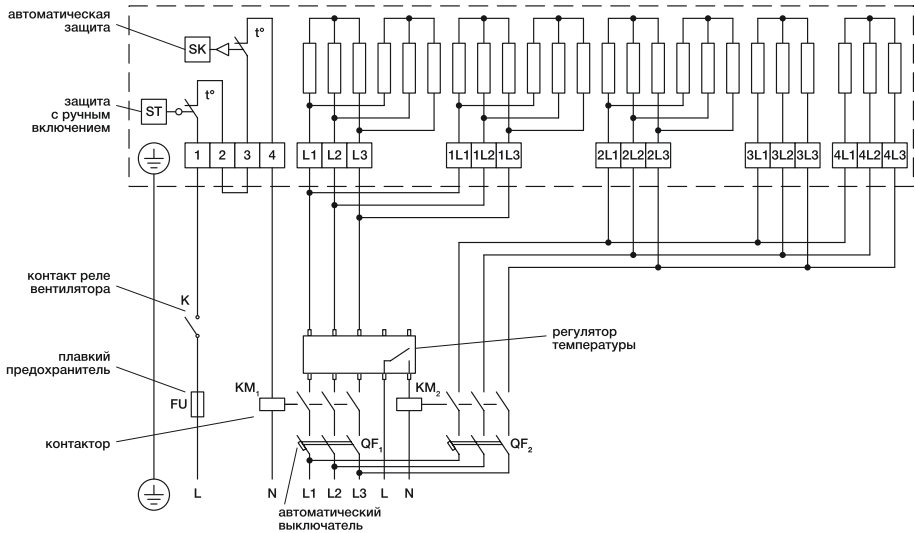 автоматическая
защита
SK
t°
защита
с ручным
включением
ST
t°
1 2 3 4
L1 L2 L3
1L1 1L2 1L3
2L1 2L2 2L3
3L1 3L2 3L3
4L1 4L2 4L3
контакт реле
вентилятора
K
регулятор
температуры
плавкий
предохранитель
FU
KM1
KM2
контактор
QF1
QF2
L N L1 L2 L3 L N
автоматический
выключатель